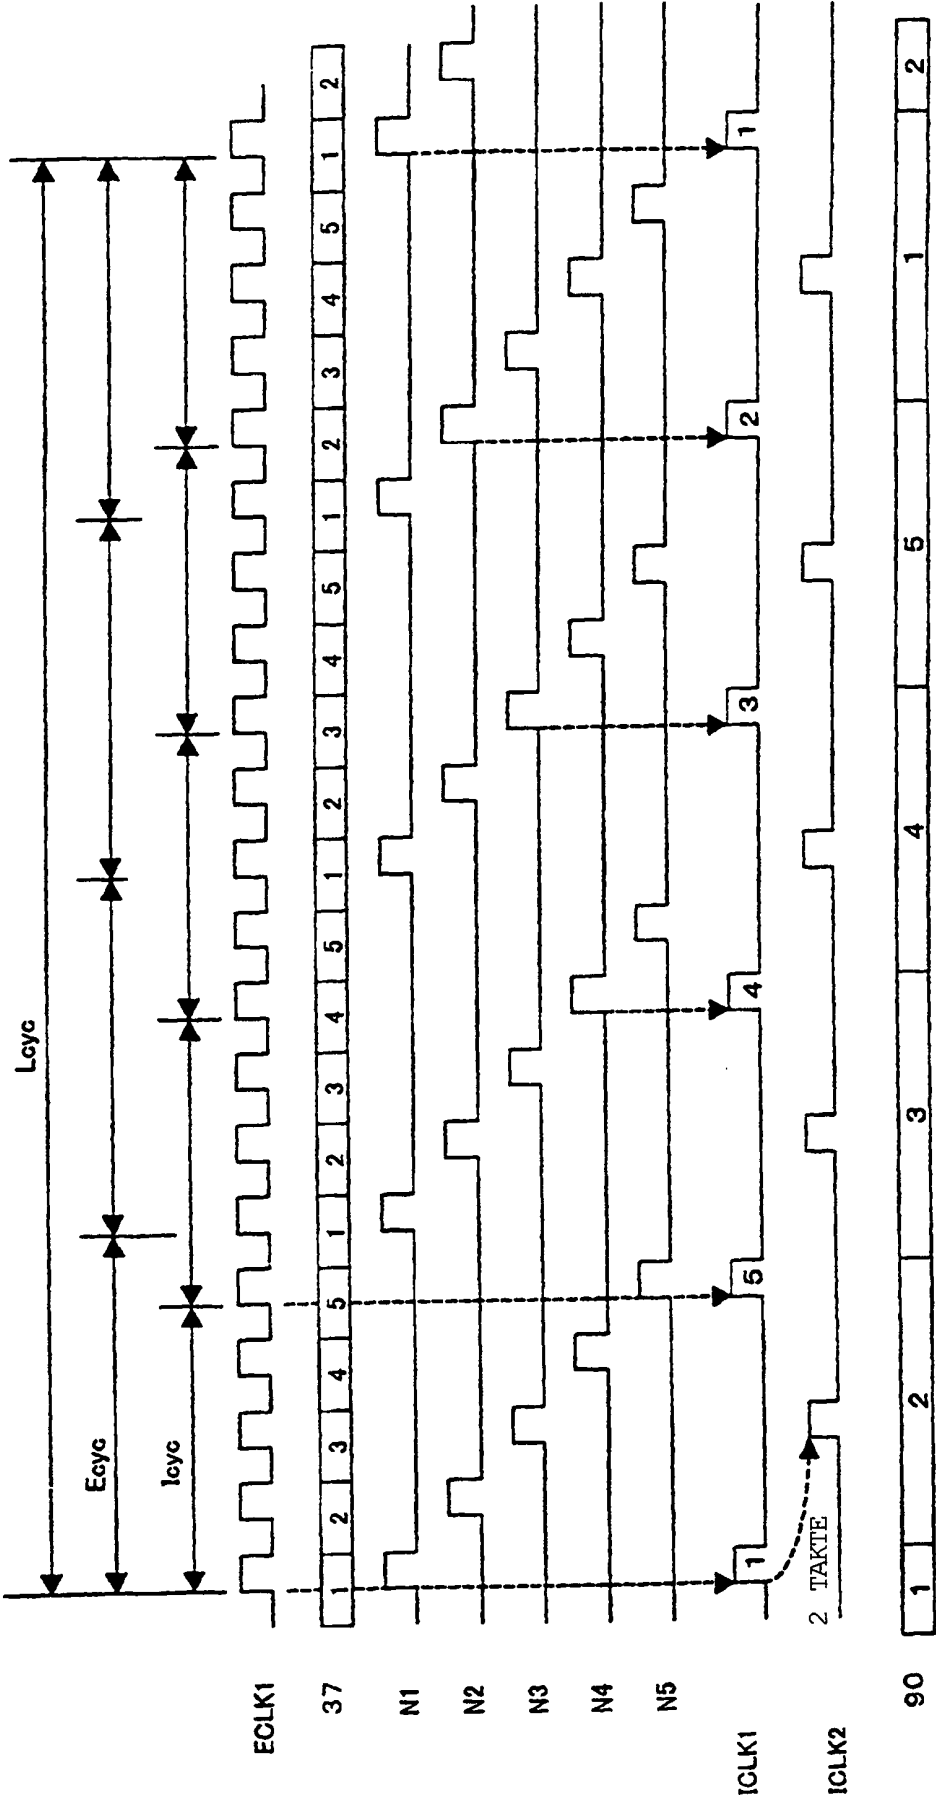 Lcyc
Ecyc
Icyc
ECLK1
37 1 2 3 4 5 1 2 3 4 5 1 2 3 4 5 1 2 3 4 5 1 2
N1
N2
N3
N4
N5
ICLK1 1 5 4 3 2 1
ICLK2 2 TAKTE
90 1 2 3 4 5 1 2